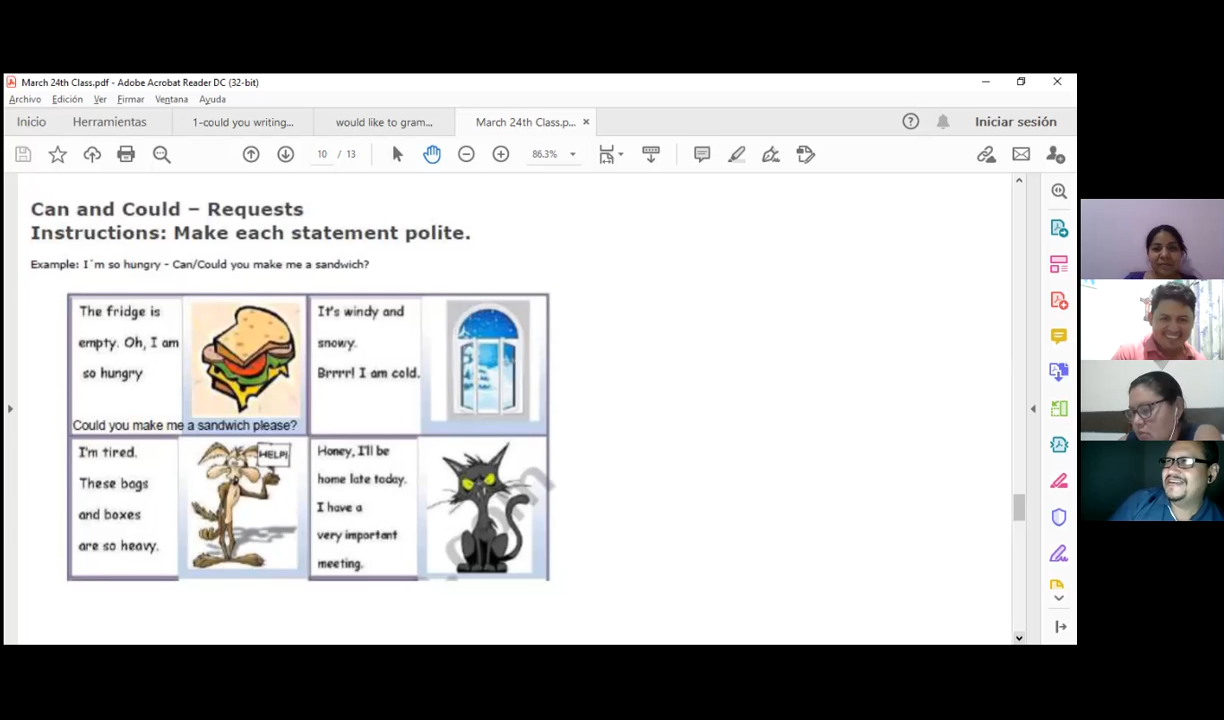 March 24th Class.pdf - Adobe Acrobat Reader DC (32-bit)
Archivo Edición Ver Firmar Ventana Ayuda
Inicio Herramientas 1-could you writing... would like to gram... March 24th Class.p... × Iniciar sesión
10 / 13 86.3%
Can and Could – Requests
Instructions: Make each statement polite.
Example: I´m so hungry - Can/Could you make me a sandwich?
The fridge is
empty. Oh, I am
so hungry
Could you make me a sandwich please?
It's windy and
snowy.
Brrrr! I am cold.
I'm tired.
These bags
and boxes
are so heavy.
HELP!
Honey, I'll be
home late today.
I have a
very important
meeting.